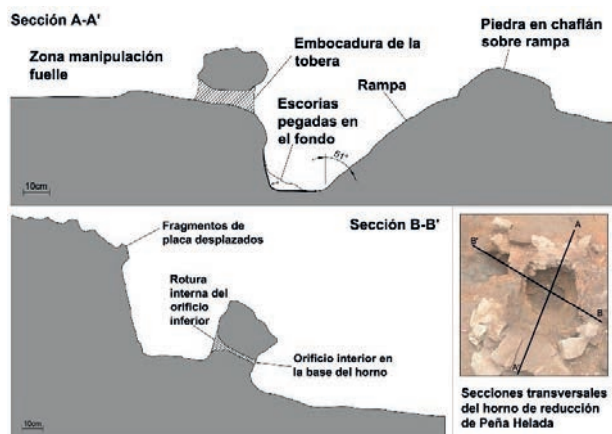 Sección A-A'
Zona manipulación
fuelle
Embocadura de la
tobera
Escorias
pegadas en
el fondo
Rampa
Piedra en chaflán
sobre rampa
51°
10cm
Sección B-B'
Fragmentos de
placa desplazados
Rotura
interna del
orificio
inferior
Orificio interior en
la base del horno
10cm
A
B'
B
A'
Secciones transversales
del horno de reducción
de Peña Helada